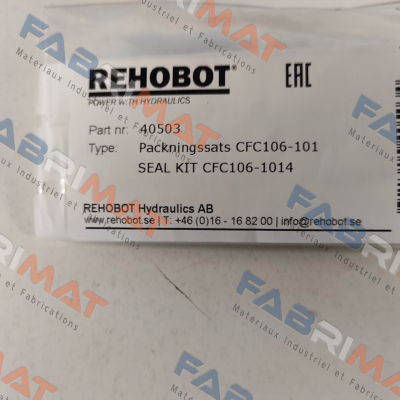 REHOBOT®
EAC
POWER WITH HYDRAULICS
Part nr: 40503
Type: Packningssats CFC106-101
SEAL KIT CFC106-1014
REHOBOT Hydraulics AB
www.rehobot.se | T: +46 (0)16 - 16 82 00 | info@rehobot.se
FABRIMAT
Materiaux Industriel et Fabrications